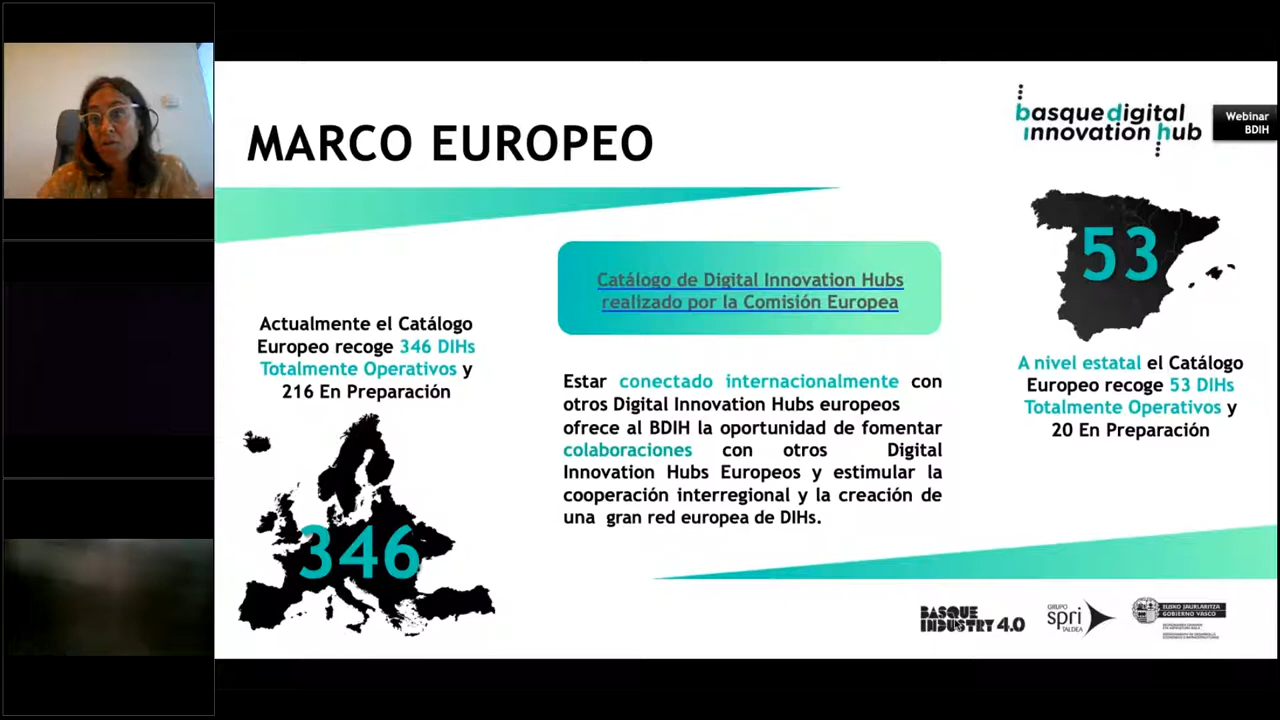 MARCO EUROPEO
basque digital
innovation hub
Webinar
BDIH
53
Catálogo de Digital Innovation Hubs
realizado por la Comisión Europea
Actualmente el Catálogo
Europeo recoge 346 DIHs
Totalmente Operativos y
216 En Preparación
346
Estar conectado internacionalmente con
otros Digital Innovation Hubs europeos
ofrece al BDIH la oportunidad de fomentar
colaboraciones con otros Digital
Innovation Hubs Europeos y estimular la
cooperación interregional y la creación de
una gran red europea de DIHs.
A nivel estatal el Catálogo
Europeo recoge 53 DIHs
Totalmente Operativos y
20 En Preparación
BASQUE
INDUSTRY 4.0
GRUPO
spri
TALDEA
EUSKO JAURLARITZA
GOBIERNO VASCO